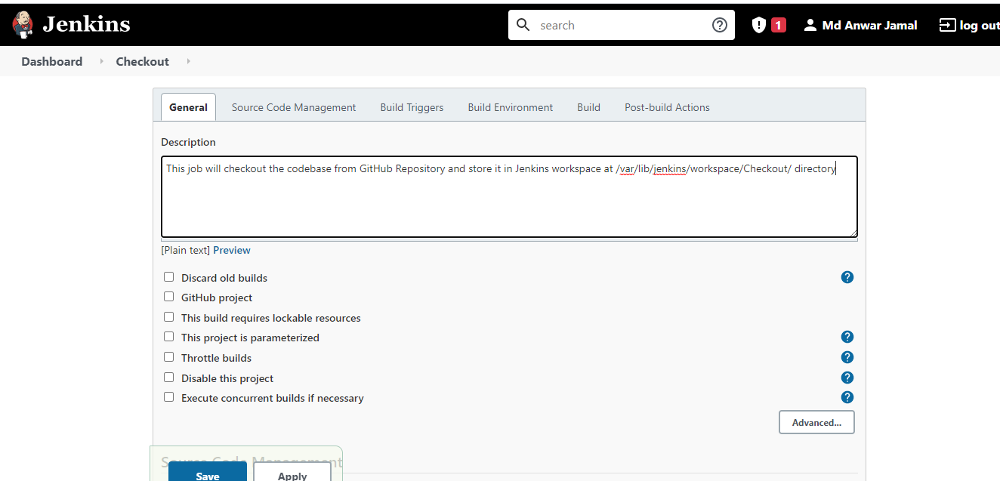 Jenkins
search
1
Md Anwar Jamal
log out
Dashboard
Checkout
General
Source Code Management
Build Triggers
Build Environment
Build
Post-build Actions
Description
This job will checkout the codebase from GitHub Repository and store it in Jenkins workspace at /var/lib/jenkins/workspace/Checkout/ directory
[Plain text] Preview
Discard old builds
GitHub project
This build requires lockable resources
This project is parameterized
Throttle builds
Disable this project
Execute concurrent builds if necessary
Advanced...
Source Code Management
Save
Apply